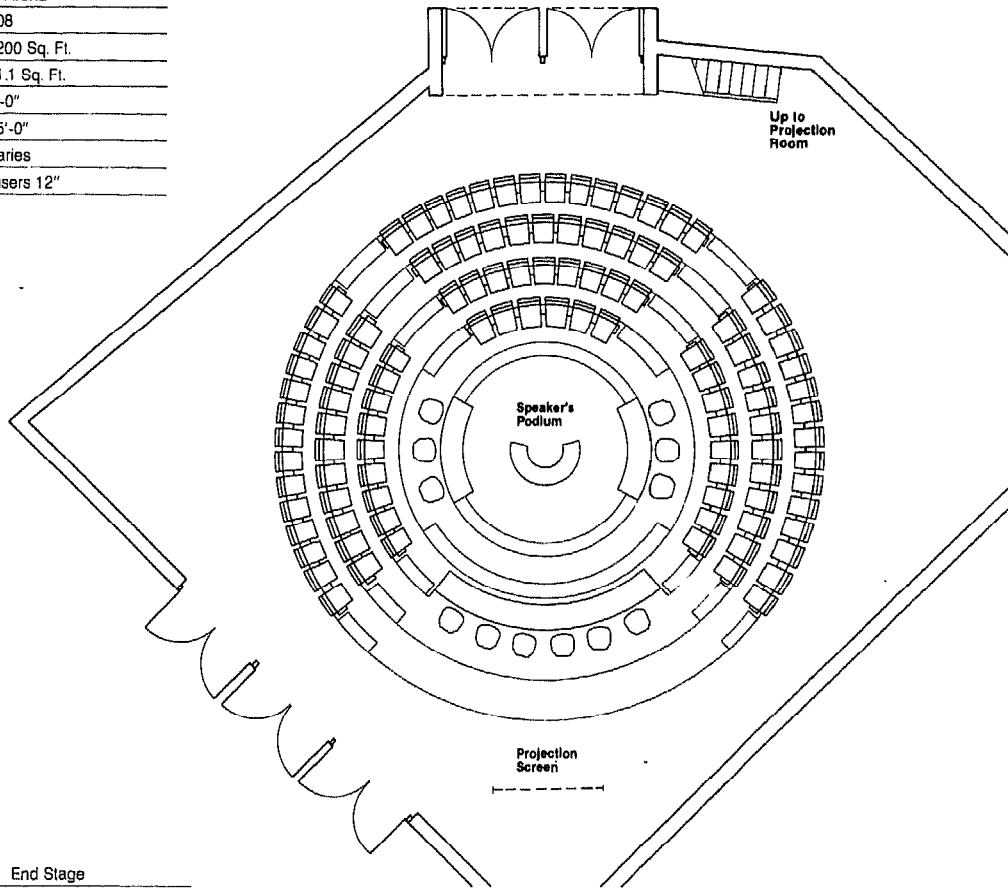 08
200 Sq. Ft.
.1 Sq. Ft.
-0"
5'-0"
aries
sers 12"
Up to
Projection
Room
Speaker's
Podium
Projection
Screen
End Stage